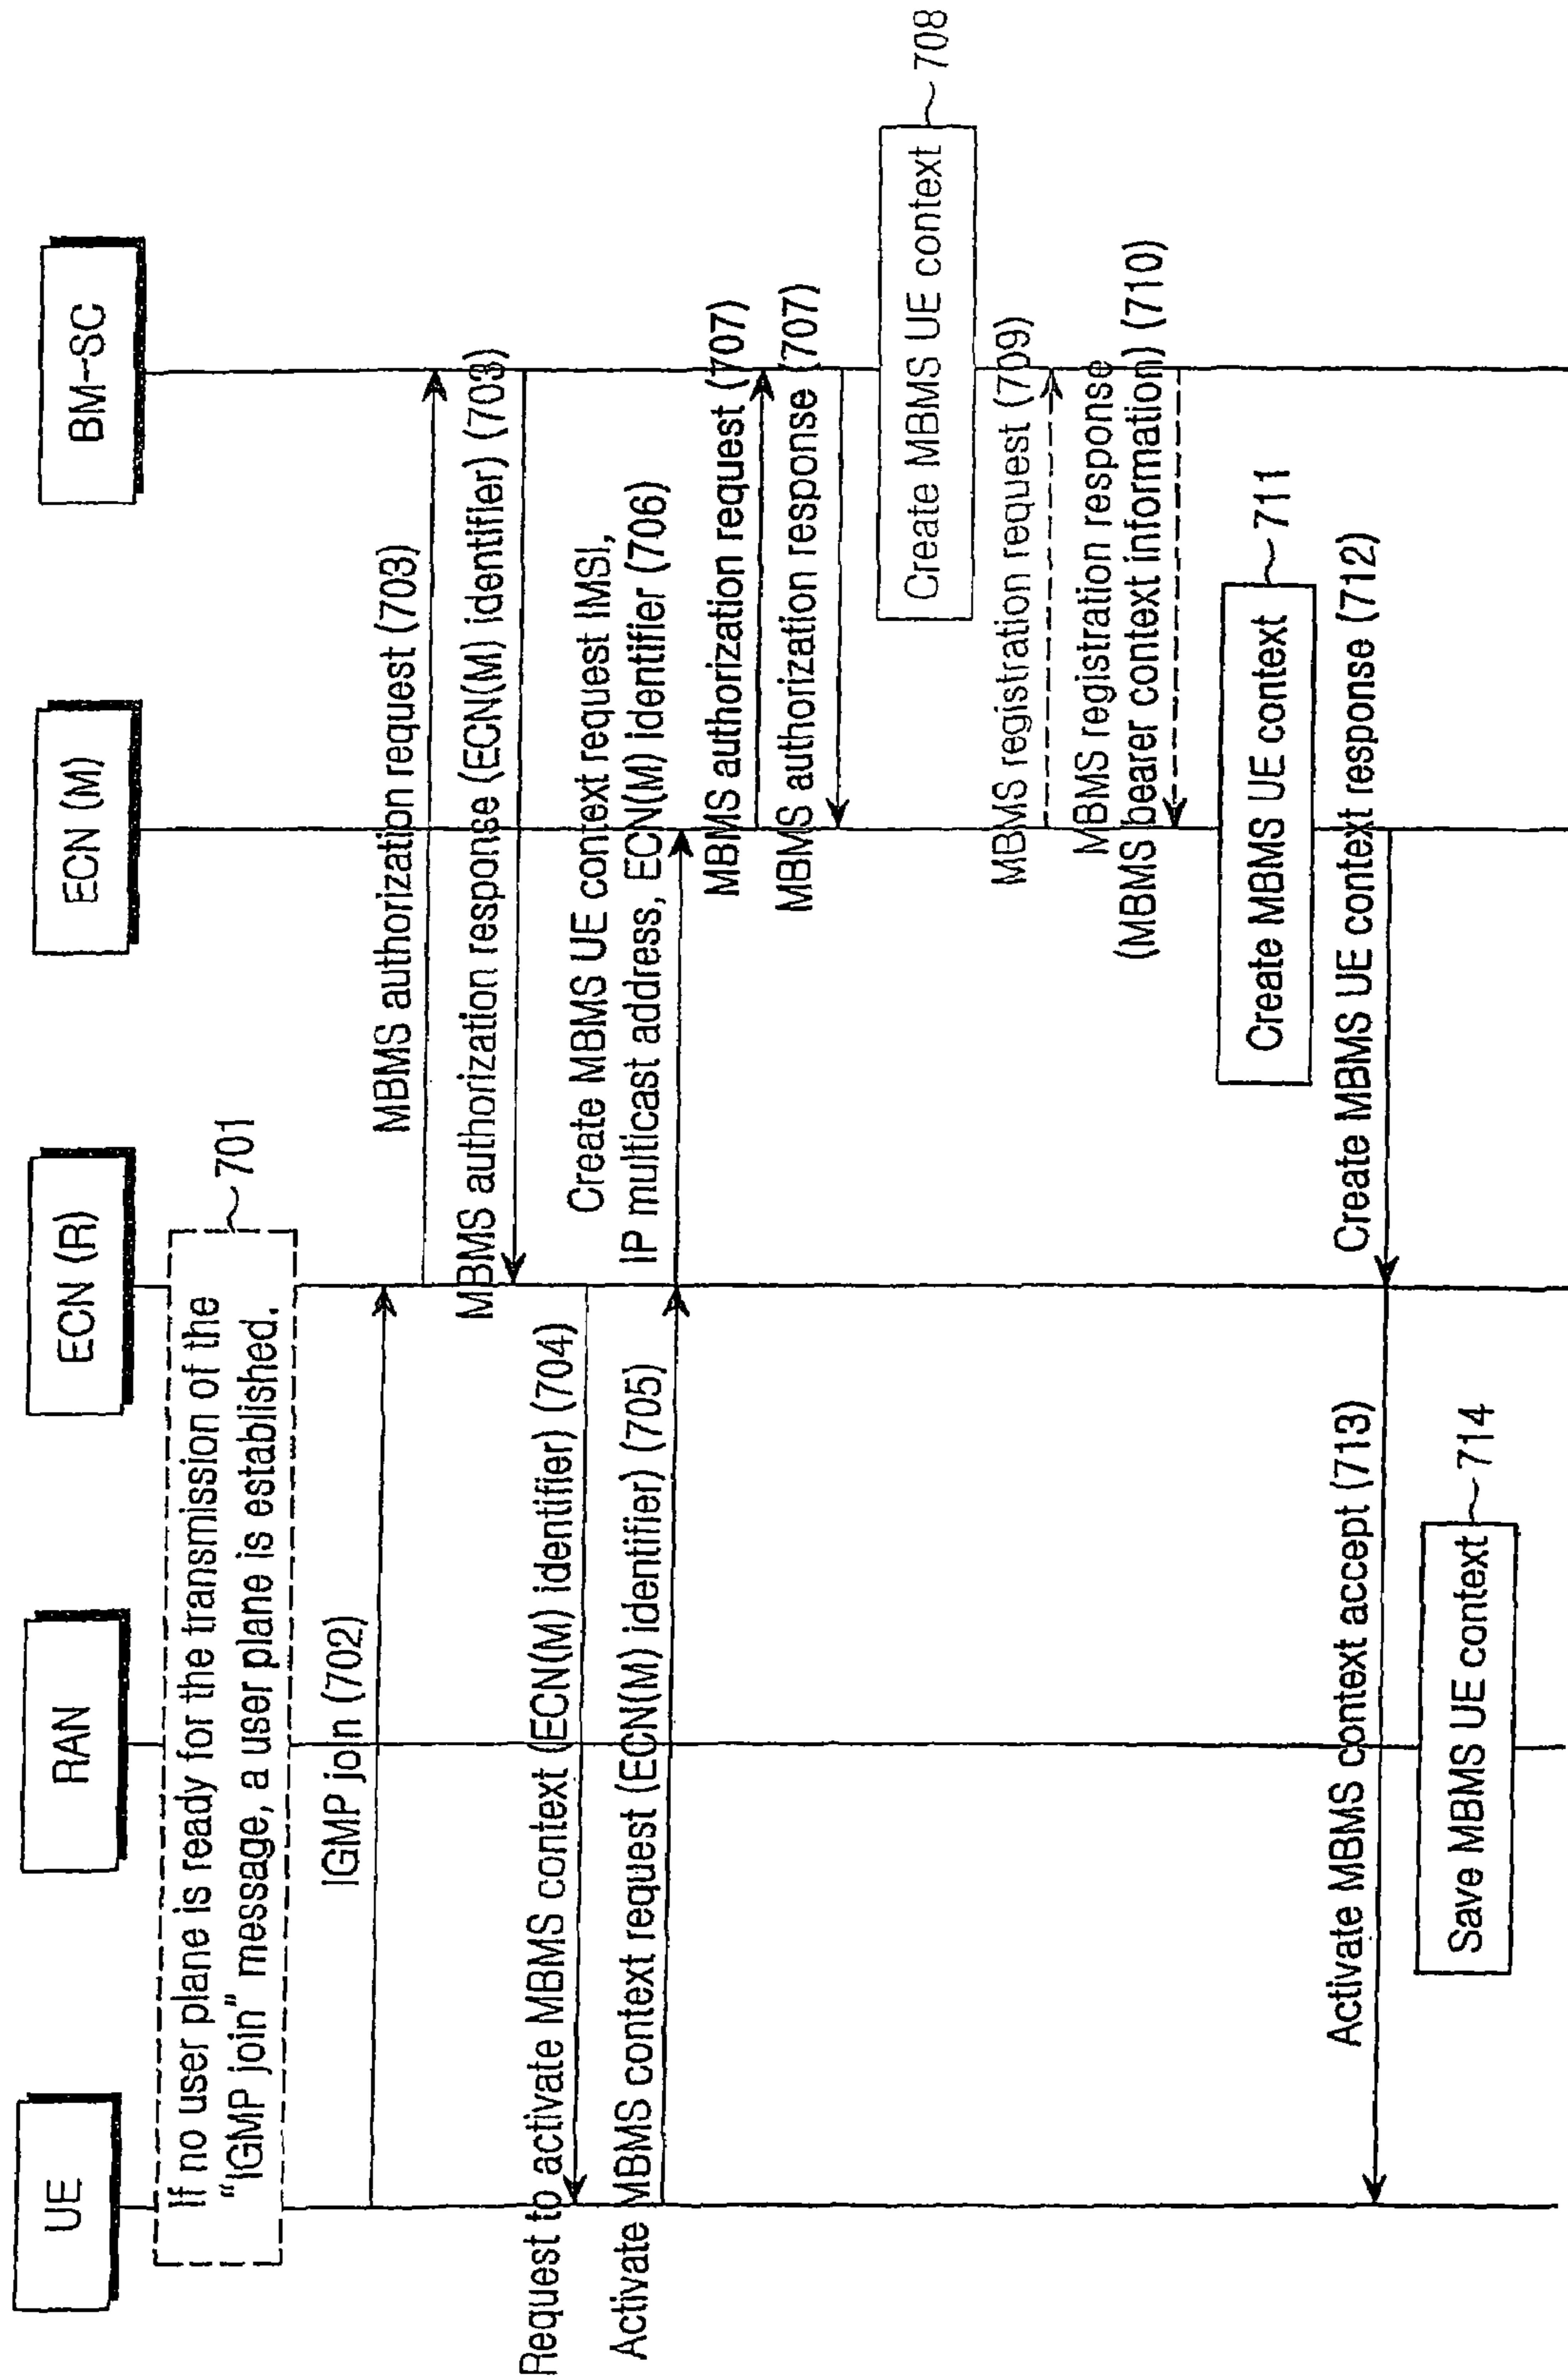 UE
RAN
ECN (R)
ECN (M)
BM-SC
If no user plane is ready for the transmission of the
"IGMP join" message, a user plane is established.
701
IGMP join (702)
MBMS authorization request (703)
MBMS authorization response (ECN(M) identifier) (703)
Request to activate MBMS context (ECN(M) identifier) (704)
Activate MBMS context request (ECN(M) identifier) (705)
Create MBMS UE context request IMSI,
IP multicast address, ECN(M) identifier (706)
MBMS authorization request (707)
MBMS authorization response (707)
Create MBMS UE context
708
MBMS registration request (709)
MBMS registration response
(MBMS bearer context information) (710)
Create MBMS UE context
711
Create MBMS UE context response (712)
Activate MBMS context accept (713)
Save MBMS UE context
714